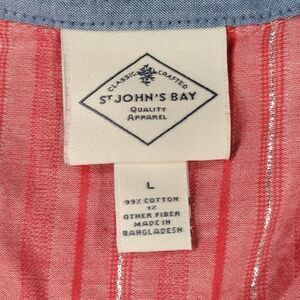 CLASSIC CRAFTED
ST JOHN'S BAY
QUALITY
APPAREL
L
99% COTTON
1%
OTHER FIBER
MADE IN
BANGLADESH